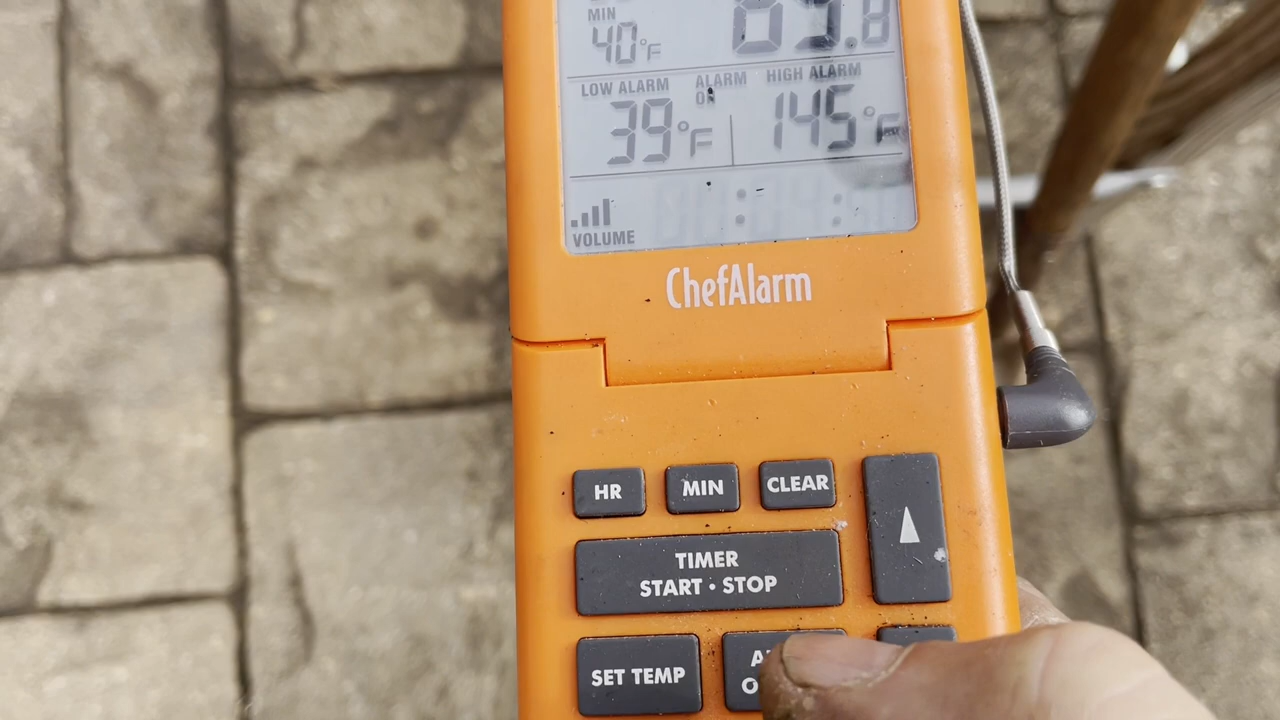 MIN
40°F
.8
LOW ALARM ALARM ON HIGH ALARM
39°F 145°F
VOLUME
ChefAlarm
HR MIN CLEAR
TIMER
START • STOP
SET TEMP